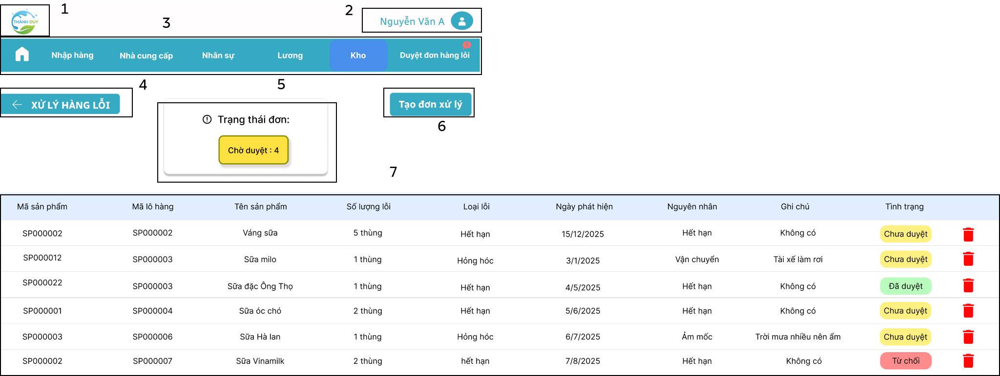 1
THÀNH DUY
2
Nguyễn Văn A
3
Nhập hàng Nhà cung cấp Nhân sự Lương Kho Duyệt đơn hàng lỗi
4
5
XỬ LÝ HÀNG LỖI
Tạo đơn xử lý
6
Trạng thái đơn:
Chờ duyệt : 4
7
Mã sản phẩm Mã lô hàng Tên sản phẩm Số lượng lỗi Loại lỗi Ngày phát hiện Nguyên nhân Ghi chú Tình trạng
SP000002 SP000002 Váng sữa 5 thùng Hết hạn 15/12/2025 Hết hạn Không có Chưa duyệt
SP000012 SP000003 Sữa milo 1 thùng Hỏng hóc 3/1/2025 Vận chuyển Tài xế làm rơi Chưa duyệt
SP000022 SP000003 Sữa đặc Ông Thọ 1 thùng Hết hạn 4/5/2025 Hết hạn Không có Đã duyệt
SP000001 SP000004 Sữa óc chó 2 thùng Hết hạn 5/6/2025 Hết hạn Không có Chưa duyệt
SP000003 SP000006 Sữa Hà lan 1 thùng Hỏng hóc 6/7/2025 Ảm mốc Trời mưa nhiều nên ẩm Chưa duyệt
SP000002 SP000007 Sữa Vinamilk 2 thùng hết hạn 7/8/2025 Hết hạn Không có Từ chối